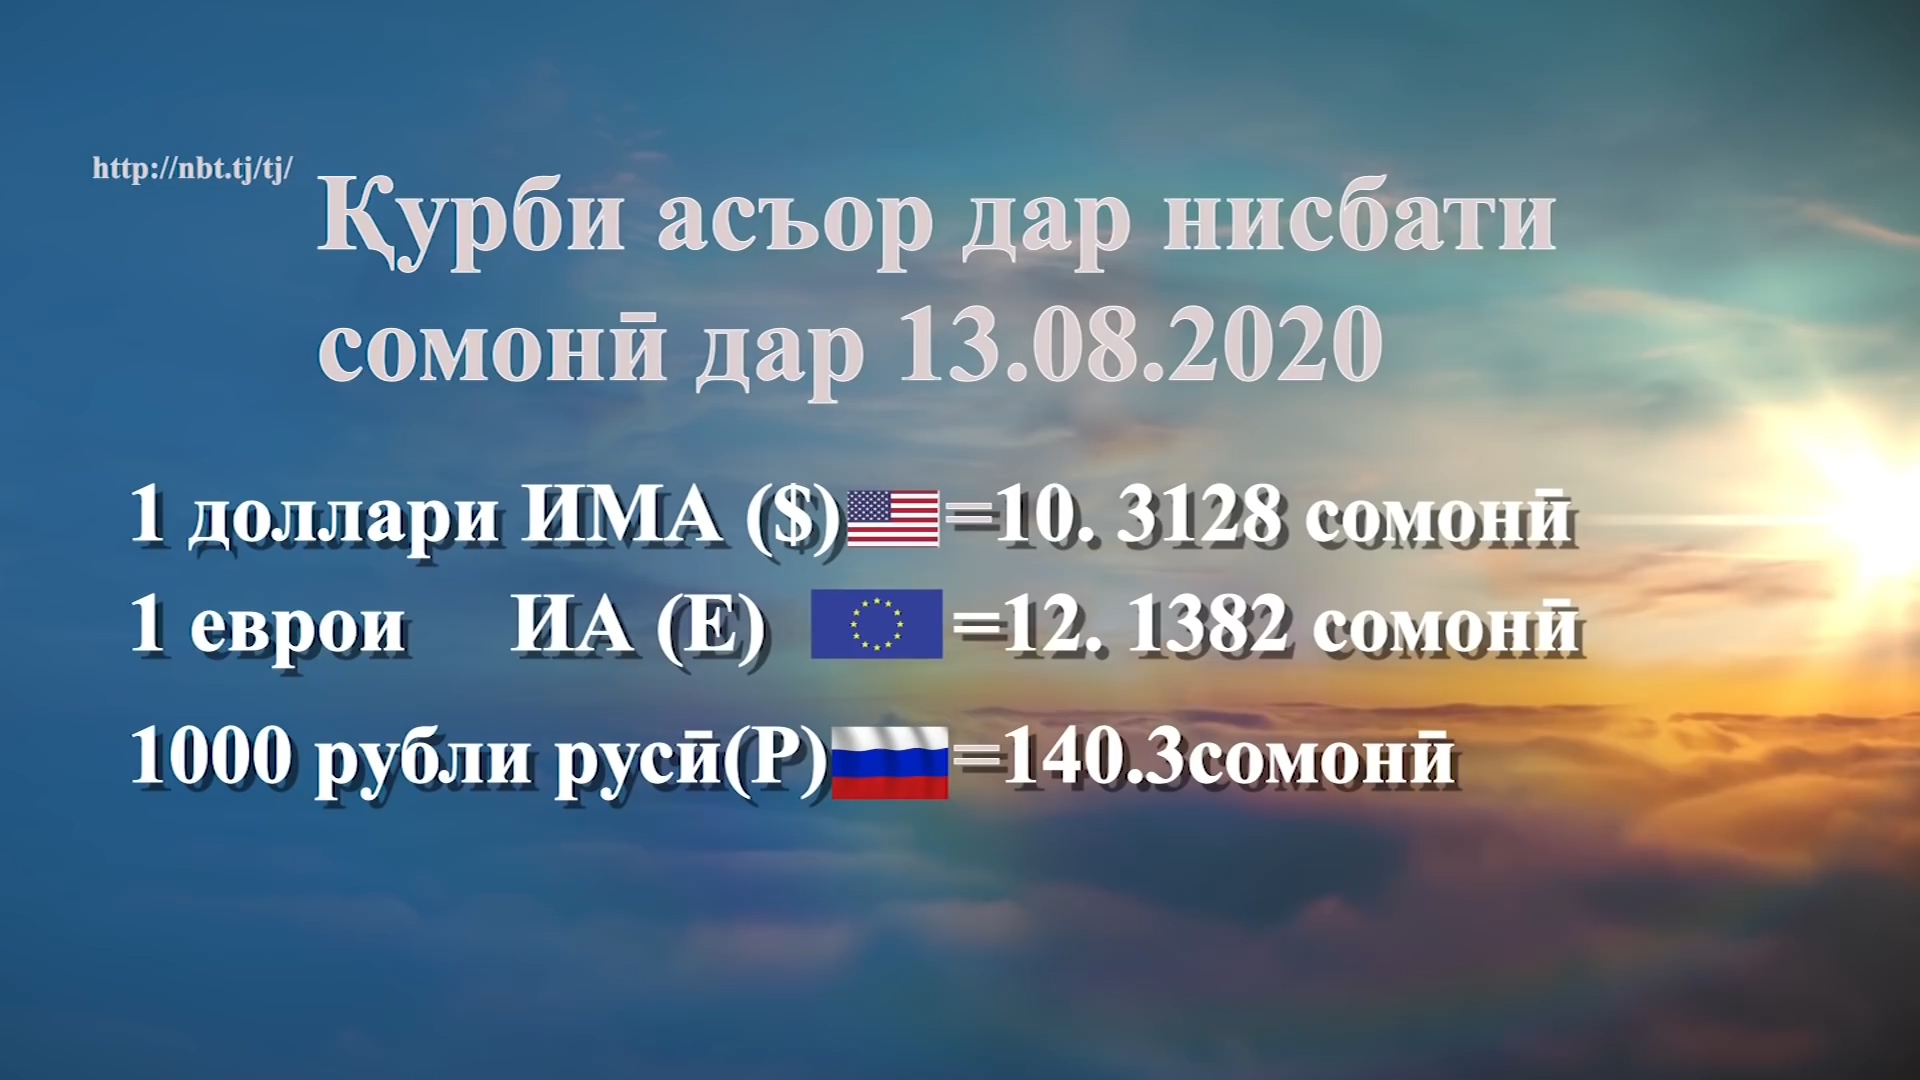 http://nbt.tj/tj/
Қурби асъор дар нисбати
сомонӣ дар 13.08.2020
1 доллари ИМА ($)=10. 3128 сомонӣ
1 еврои ИА (Е) =12. 1382 сомонӣ
1000 рубли русӣ(Р)=140.3сомонӣ